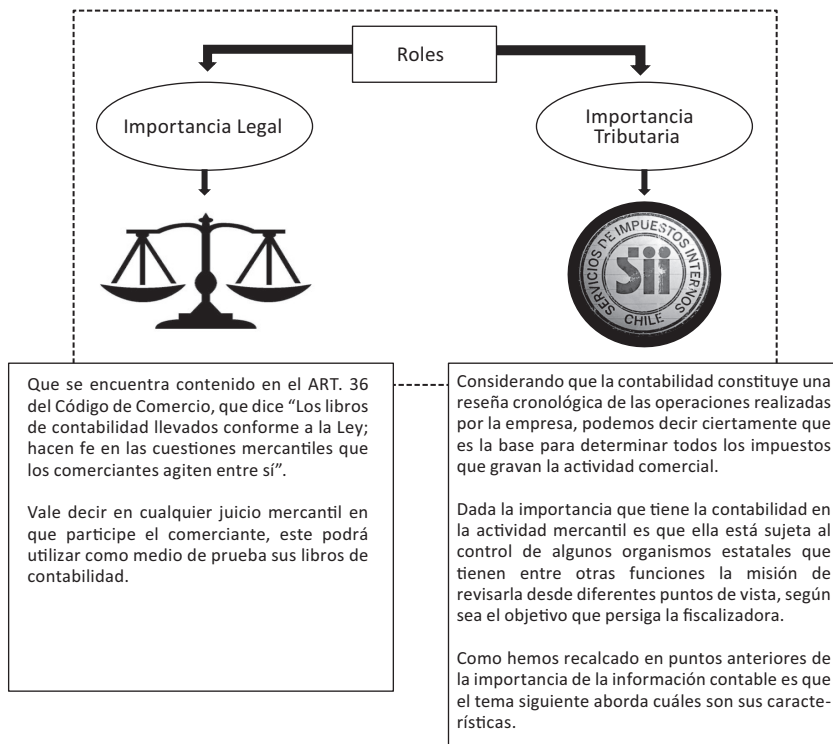 Roles
Importancia Legal
Importancia
Tributaria
SERVICIOS DE IMPUESTOS INTERNOS
Sii
CHILE
Que se encuentra contenido en el ART. 36
del Código de Comercio, que dice “Los libros
de contabilidad llevados conforme a la Ley;
hacen fe en las cuestiones mercantiles que
los comerciantes agiten entre sí”.
Vale decir en cualquier juicio mercantil en
que participe el comerciante, este podrá
utilizar como medio de prueba sus libros de
contabilidad.
Considerando que la contabilidad constituye una
reseña cronológica de las operaciones realizadas
por la empresa, podemos decir ciertamente que
es la base para determinar todos los impuestos
que gravan la actividad comercial.
Dada la importancia que tiene la contabilidad en
la actividad mercantil es que ella está sujeta al
control de algunos organismos estatales que
tienen entre otras funciones la misión de
revisarla desde diferentes puntos de vista, según
sea el objetivo que persiga la fiscalizadora.
Como hemos recalcado en puntos anteriores de
la importancia de la información contable es que
el tema siguiente aborda cuáles son sus caracte-
rísticas.